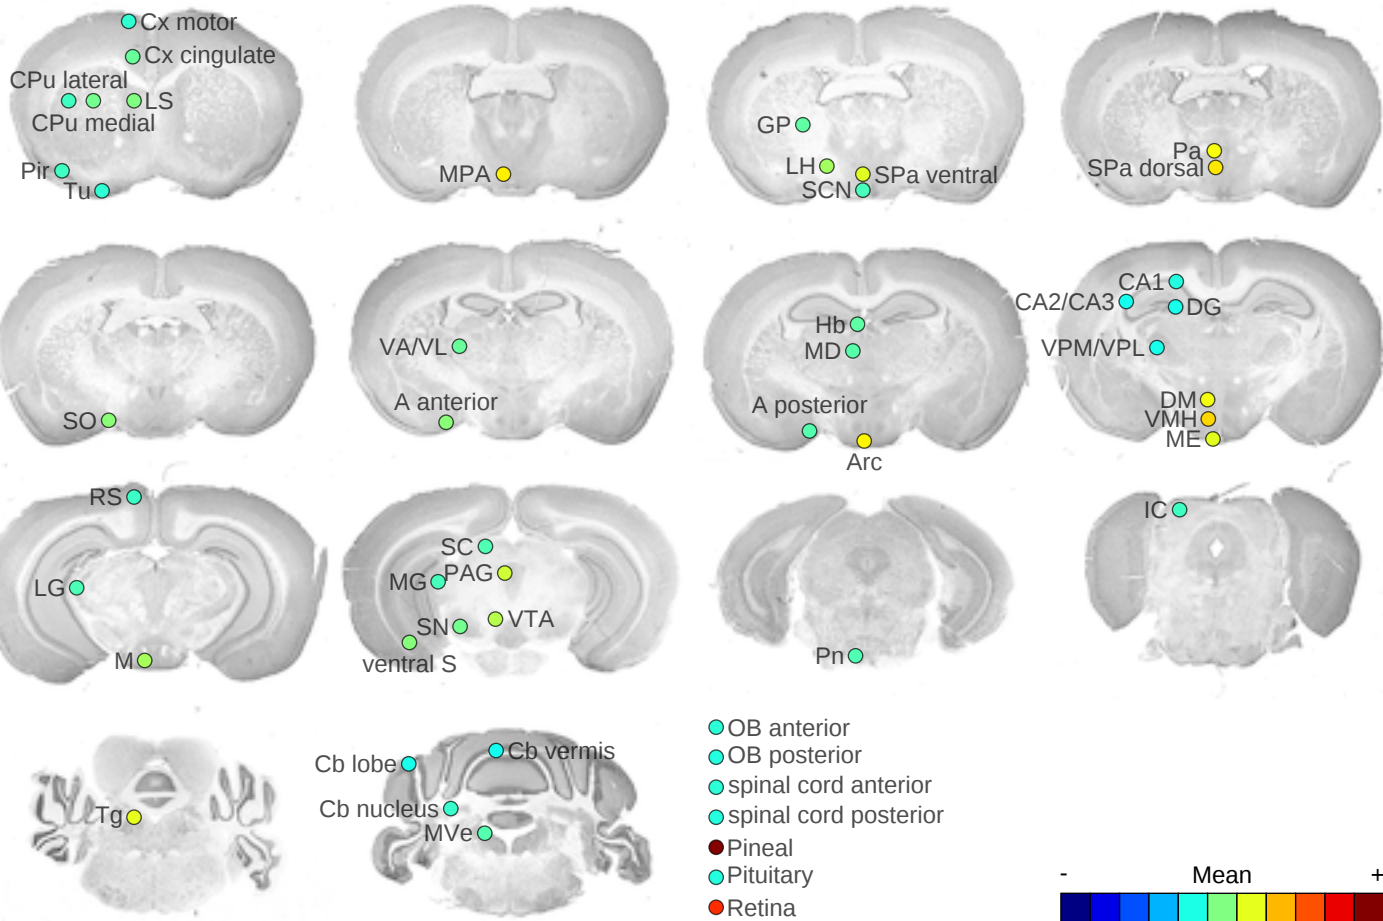 Cx motor
Cx cingulate
CPu lateral
LS
CPu medial
Pir
Tu
MPA
GP
LH
SPa ventral
SCN
Pa
SPa dorsal
SO
VA/VL
A anterior
Hb
MD
A posterior
Arc
CA1
CA2/CA3
DG
VPM/VPL
DM
VMH
ME
RS
LG
M
SC
MG
PAG
SN
VTA
ventral S
Pn
IC
Tg
Cb lobe
Cb vermis
Cb nucleus
MVe
OB anterior
OB posterior
spinal cord anterior
spinal cord posterior
Pineal
Pituitary
Retina
- Mean +